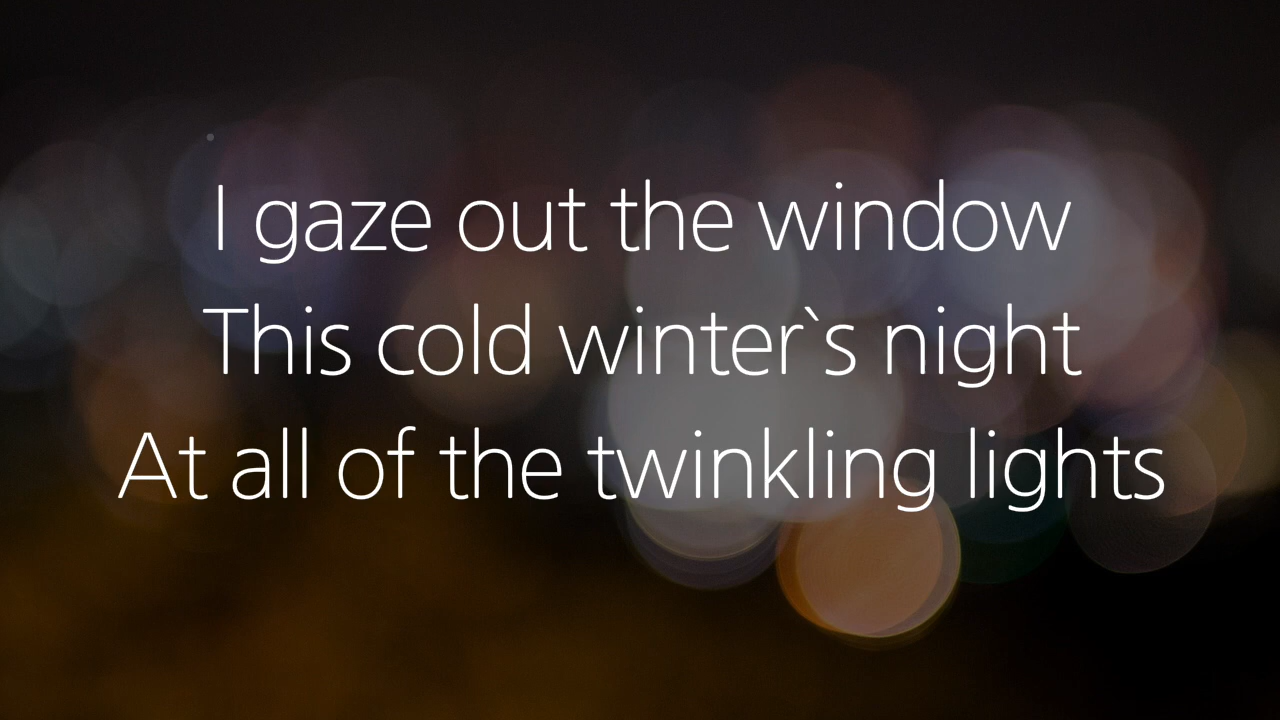 I gaze out the window
This cold winter`s night
At all of the twinkling lights